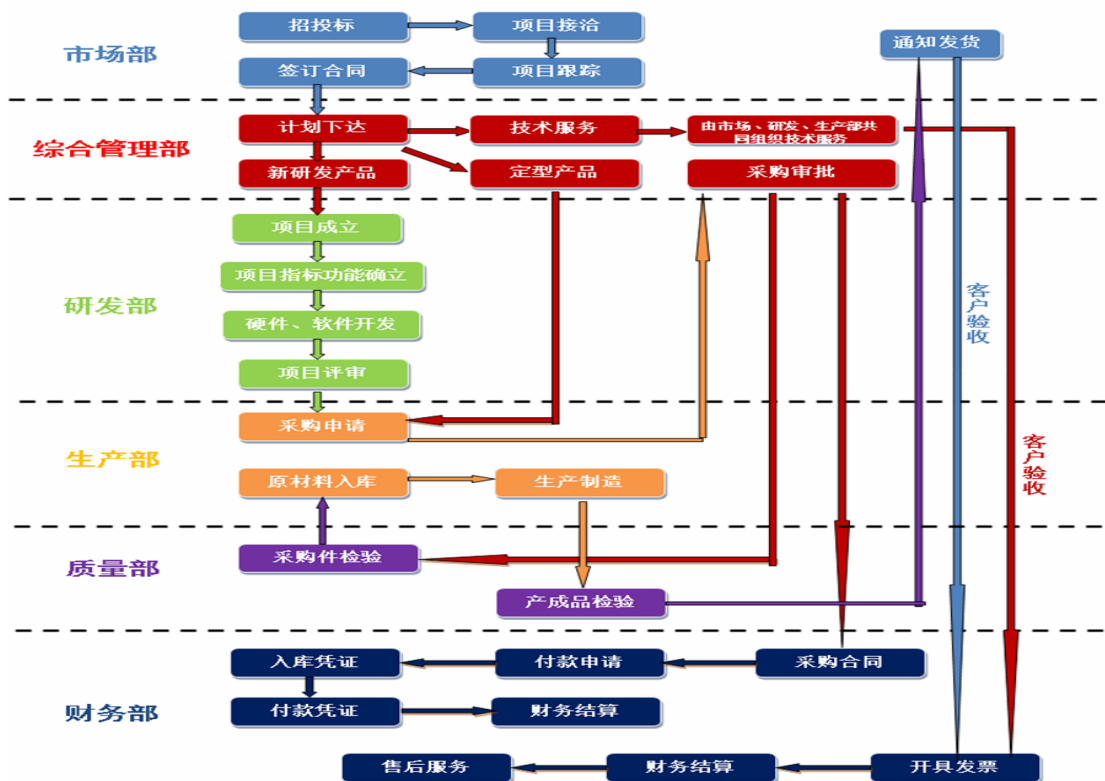 招投标
项目接洽
通知发货
市场部
签订合同
项目跟踪
计划下达
技术服务
由市场、研发、生产部共
同组织技术服务
综合管理部
新研发产品
定型产品
采购审批
项目成立
项目指标功能确立
研发部
硬件、软件开发
客户验收
项目评审
采购申请
生产部
客户验收
原材料入库
生产制造
质量部
采购件检验
产成品检验
入库凭证
付款申请
采购合同
财务部
付款凭证
财务结算
售后服务
财务结算
开具发票